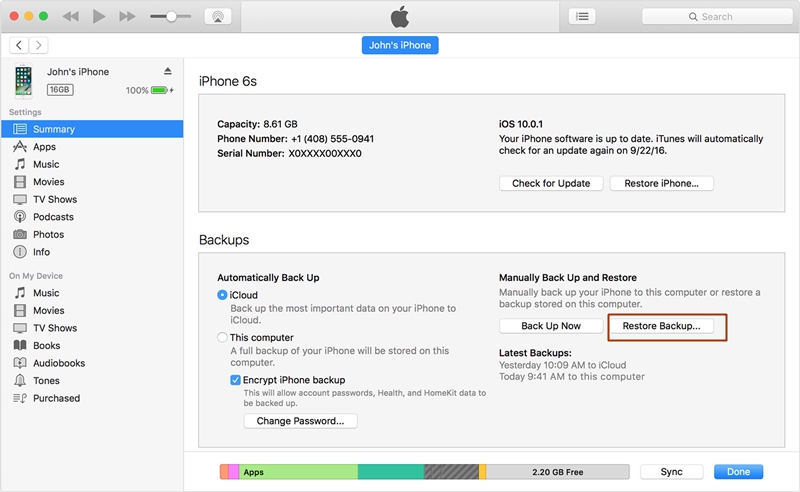 Search
John's iPhone
John's iPhone
16GB
100%
Settings
Summary
Apps
Music
Movies
TV Shows
Podcasts
Photos
Info
On My Device
Music
Movies
TV Shows
Books
Audiobooks
Tones
Purchased
iPhone 6s
Capacity: 8.61 GB
Phone Number: +1 (408) 555-0941
Serial Number: X0XXXX00XXX0
iOS 10.0.1
Your iPhone software is up to date. iTunes will automatically
check for an update again on 9/22/16.
Check for Update
Restore iPhone...
Backups
Automatically Back Up
iCloud
Back up the most important data on your iPhone to
iCloud.
This computer
A full backup of your iPhone will be stored on this
computer.
Encrypt iPhone backup
This will allow account passwords, Health, and HomeKit data to
be backed up.
Change Password...
Manually Back Up and Restore
Manually back up your iPhone to this computer or restore a
backup stored on this computer.
Back Up Now
Restore Backup...
Latest Backups:
Yesterday 10:09 AM to iCloud
Today 9:41 AM to this computer
Apps
2.20 GB Free
Sync
Done